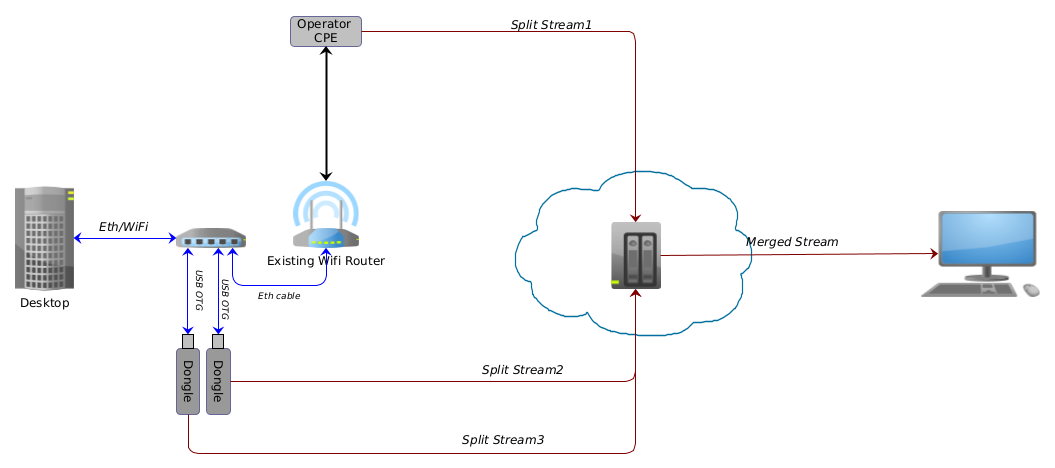 Operator
CPE
Split Stream1
Eth/WiFi
Existing Wifi Router
Merged Stream
USB OTG
USB OTG
Eth cable
Desktop
Dongle
Dongle
Split Stream2
Split Stream3